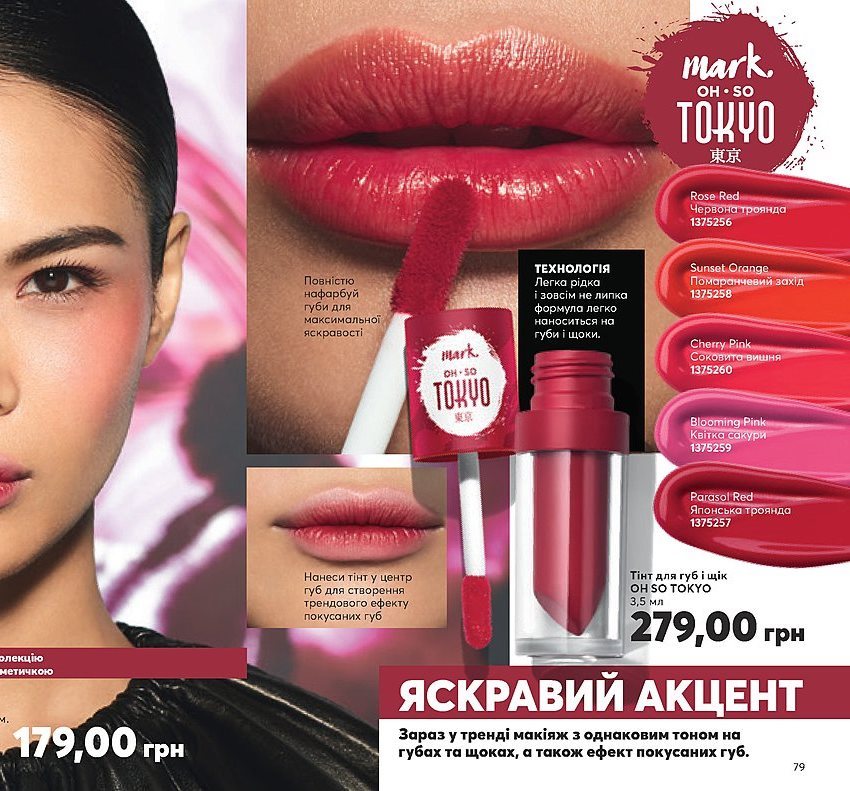 mark.
OH • SO
TOKYO
東京
Rose Red
Червона троянда
1375256
Sunset Orange
Помаранчевий захід
1375258
Cherry Pink
Соковита вишня
1375260
Blooming Pink
Квітка сакури
1375259
Parasol Red
Японська троянда
1375257
Повністю
нафарбуй
губи для
максимальної
яскравості
ТЕХНОЛОГІЯ
Легка рідка
і зовсім не липка
формула легко
наноситься на
губи і щоки.
mark.
OH • SO
TOKYO
東京
Нанеси тінт у центр
губ для створення
трендового ефекту
покусаних губ
Тінт для губ і щік
OH SO TOKYO
3,5 мл
279,00 грн
олекцію
метичкою
м.
179,00 грн
ЯСКРАВИЙ АКЦЕНТ
Зараз у тренді макіяж з однаковим тоном на
губах та щоках, а також ефект покусаних губ.
79